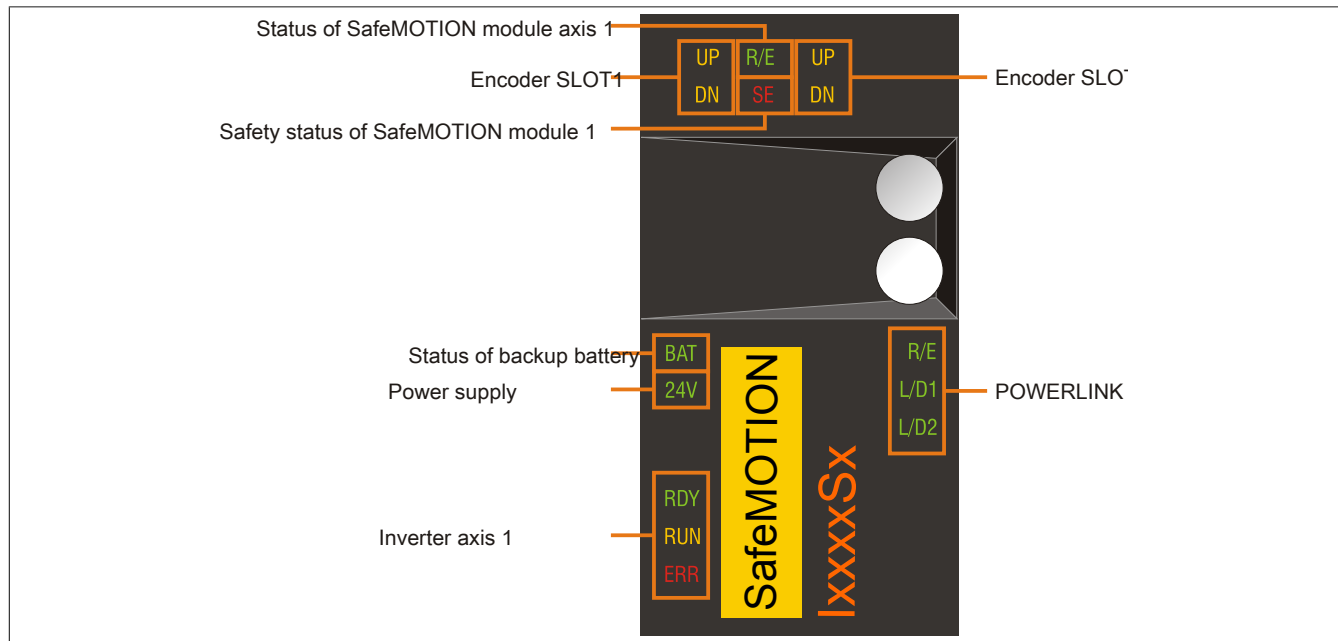 Status of SafeMOTION module axis 1
UP R/E UP
Encoder SLOT1
Encoder SLO
DN SE DN
Safety status of SafeMOTION module 1
Status of backup battery
BAT
R/E
Power supply
24V
L/D1
POWERLINK
L/D2
SafeMOTION
IxxxxSx
RDY
Inverter axis 1
RUN
ERR